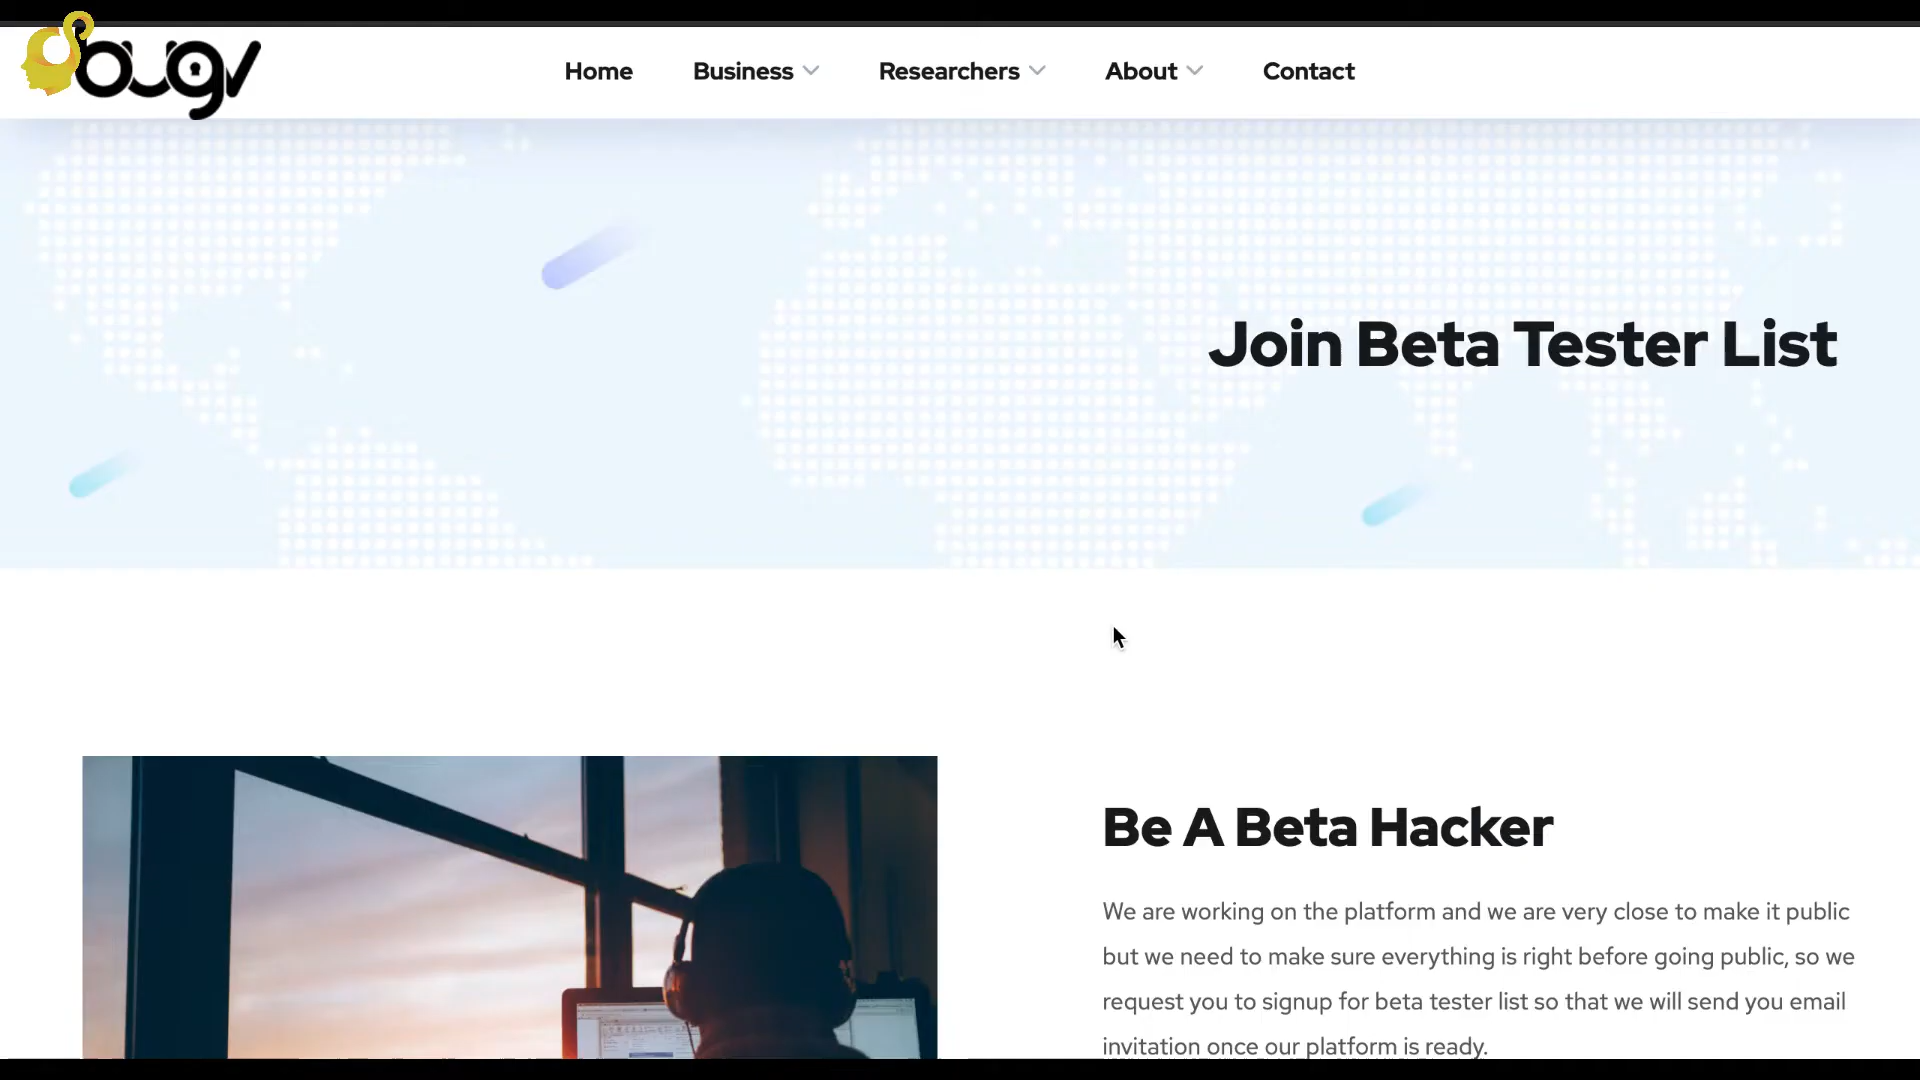 bugv
Home
Business
Researchers
About
Contact
Join Beta Tester List
Be A Beta Hacker
We are working on the platform and we are very close to make it public
but we need to make sure everything is right before going public, so we
request you to signup for beta tester list so that we will send you email
invitation once our platform is ready.